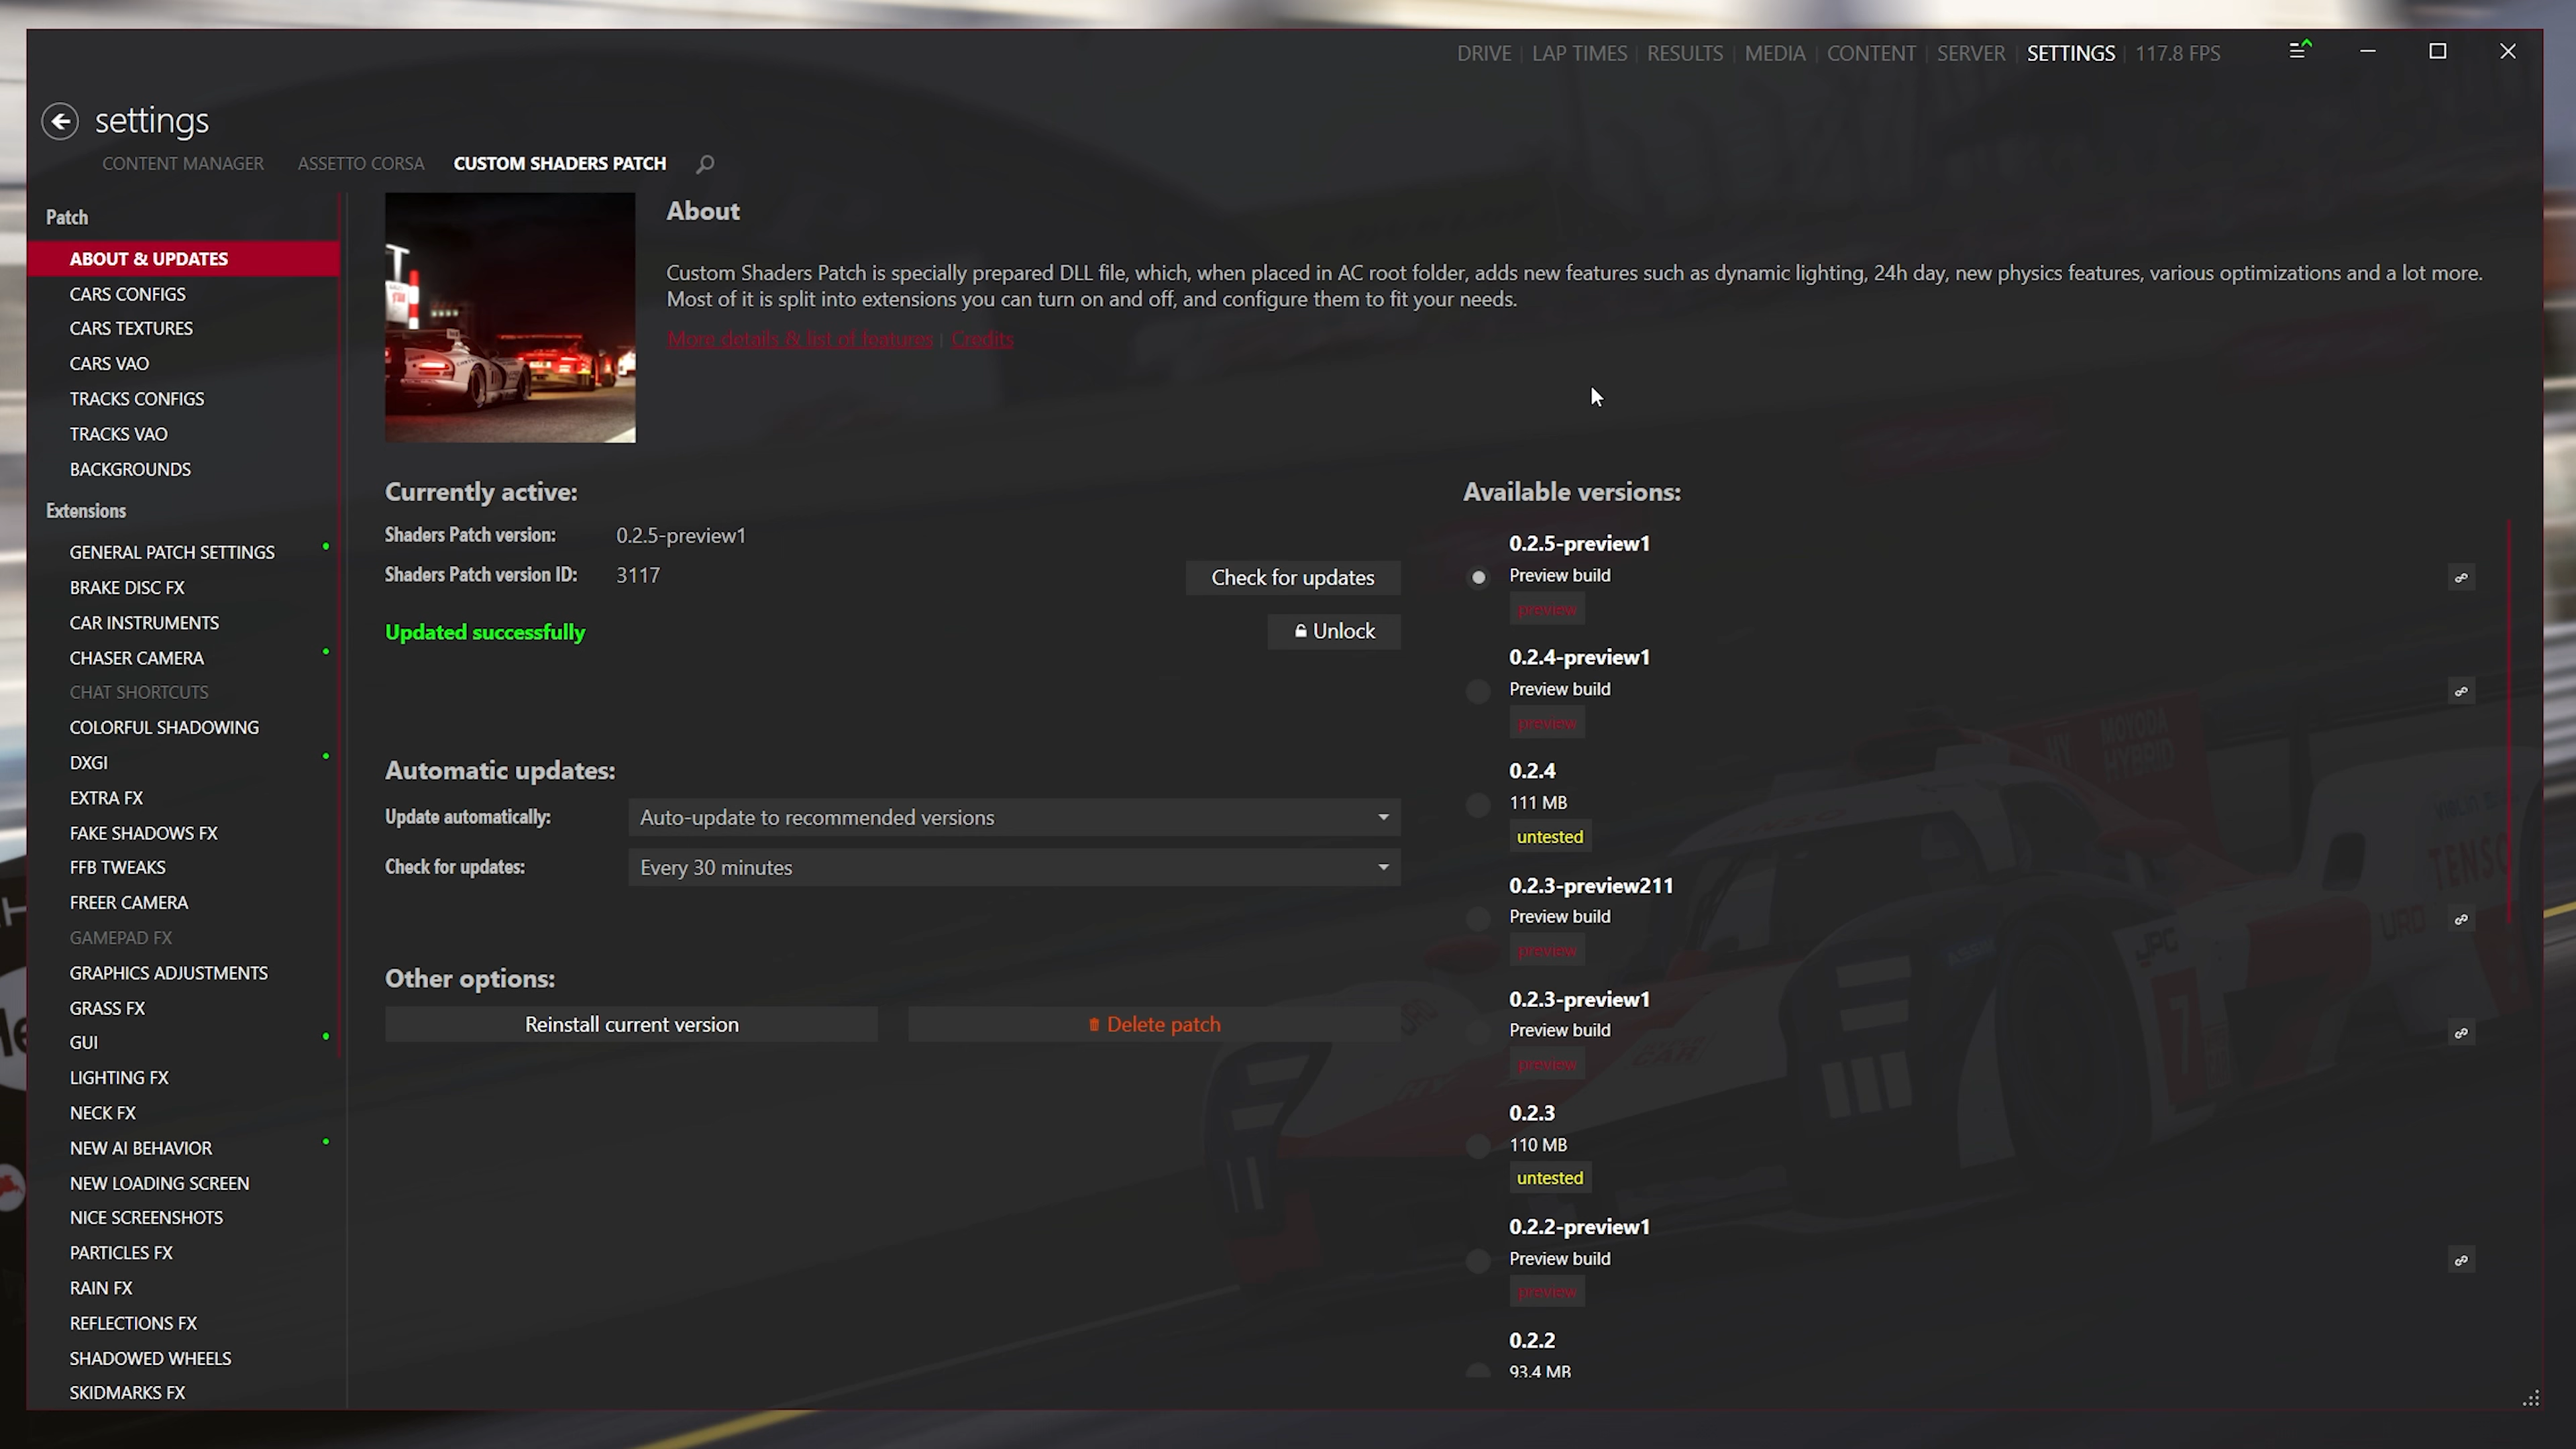 DRIVE | LAP TIMES | RESULTS | MEDIA | CONTENT | SERVER | SETTINGS | 117.8 FPS
settings
CONTENT MANAGER ASSETTO CORSA CUSTOM SHADERS PATCH
Patch
ABOUT & UPDATES
CARS CONFIGS
CARS TEXTURES
CARS VAO
TRACKS CONFIGS
TRACKS VAO
BACKGROUNDS
Extensions
GENERAL PATCH SETTINGS
BRAKE DISC FX
CAR INSTRUMENTS
CHASER CAMERA
CHAT SHORTCUTS
COLORFUL SHADOWING
DXGI
EXTRA FX
FAKE SHADOWS FX
FFB TWEAKS
FREER CAMERA
GAMEPAD FX
GRAPHICS ADJUSTMENTS
GRASS FX
GUI
LIGHTING FX
NECK FX
NEW AI BEHAVIOR
NEW LOADING SCREEN
NICE SCREENSHOTS
PARTICLES FX
RAIN FX
REFLECTIONS FX
SHADOWED WHEELS
SKIDMARKS FX
About
Custom Shaders Patch is specially prepared DLL file, which, when placed in AC root folder, adds new features such as dynamic lighting, 24h day, new physics features, various optimizations and a lot more.
Most of it is split into extensions you can turn on and off, and configure them to fit your needs.
More details & list of features | Credits
Currently active:
Shaders Patch version: 0.2.5-preview1
Shaders Patch version ID: 3117
Check for updates
Updated successfully
Unlock
Automatic updates:
Update automatically: Auto-update to recommended versions
Check for updates: Every 30 minutes
Other options:
Reinstall current version
Delete patch
Available versions:
0.2.5-preview1
Preview build
preview
0.2.4-preview1
Preview build
preview
0.2.4
111 MB
untested
0.2.3-preview211
Preview build
preview
0.2.3-preview1
Preview build
preview
0.2.3
110 MB
untested
0.2.2-preview1
Preview build
preview
0.2.2
93.4 MB
MOYODA
HYBRID
JPG
7